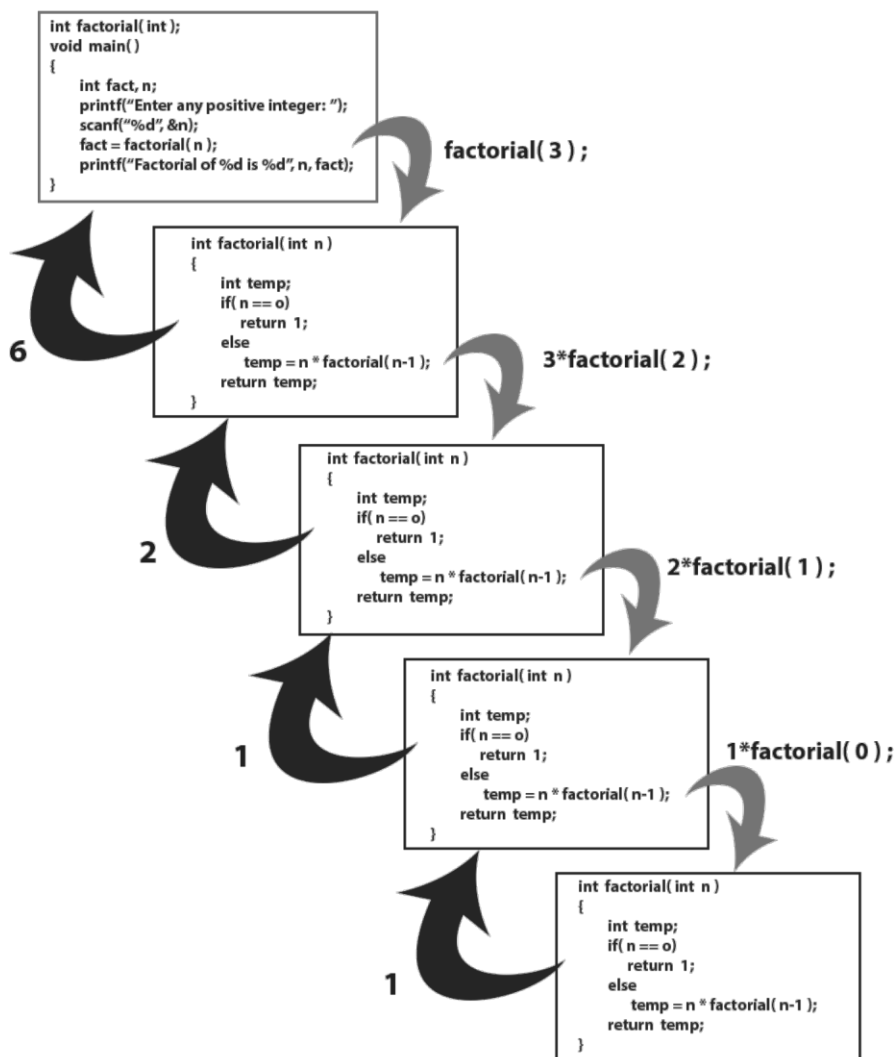 int factorial( int );
void main( )
{
int fact, n;
printf(“Enter any positive integer: ”);
scanf(“%d”, &n);
fact = factorial( n );
printf(“Factorial of %d is %d”, n, fact);
}
factorial( 3 ) ;
int factorial( int n )
{
int temp;
if( n == o)
return 1;
else
temp = n * factorial( n-1 );
return temp;
}
6
3*factorial( 2 ) ;
int factorial( int n )
{
int temp;
if( n == o)
return 1;
else
temp = n * factorial( n-1 );
return temp;
}
2
2*factorial( 1 ) ;
int factorial( int n )
{
int temp;
if( n == o)
return 1;
else
temp = n * factorial( n-1 );
return temp;
}
1
1*factorial( 0 ) ;
int factorial( int n )
{
int temp;
if( n == o)
return 1;
else
temp = n * factorial( n-1 );
return temp;
}
1